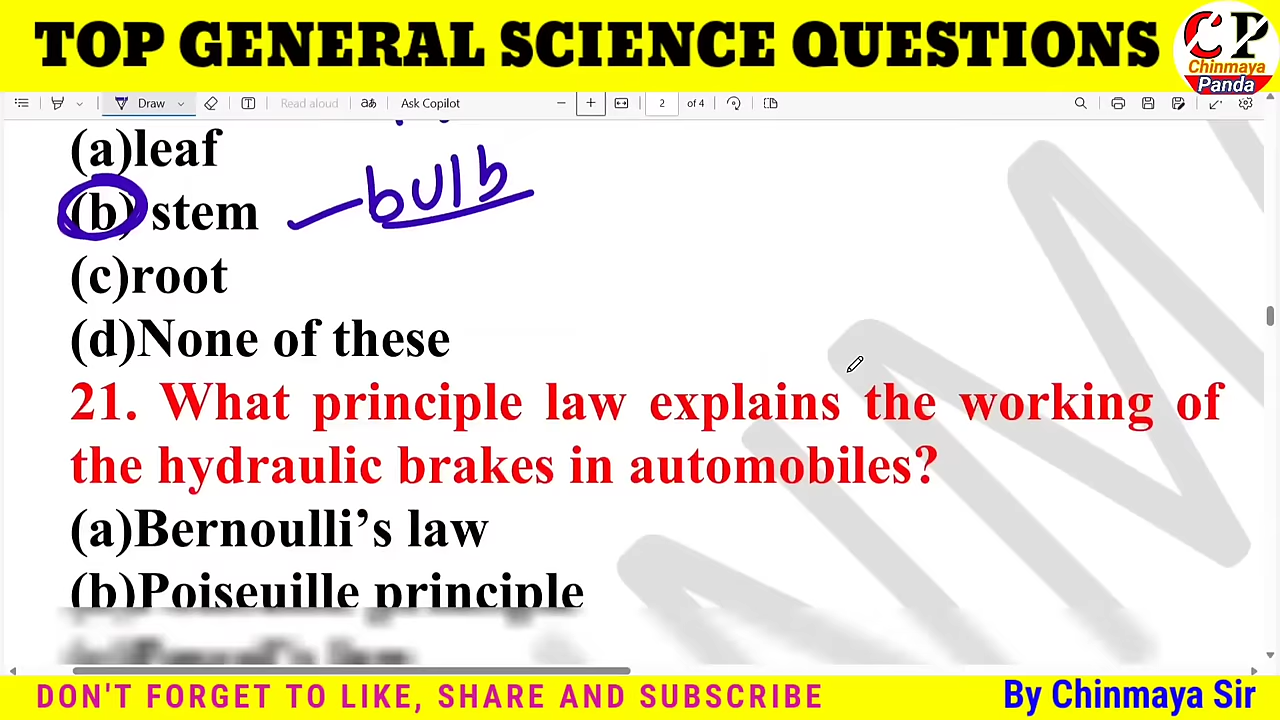 TOP GENERAL SCIENCE QUESTIONS
CP
Chinmaya
Panda
Draw
Read aloud
aあ
Ask Copilot
2 of 4
(a)leaf
(b) stem bulb
(c)root
(d)None of these
21. What principle law explains the working of
the hydraulic brakes in automobiles?
(a)Bernoulli’s law
(b)Poiseuille principle
DON'T FORGET TO LIKE, SHARE AND SUBSCRIBE
By Chinmaya Sir